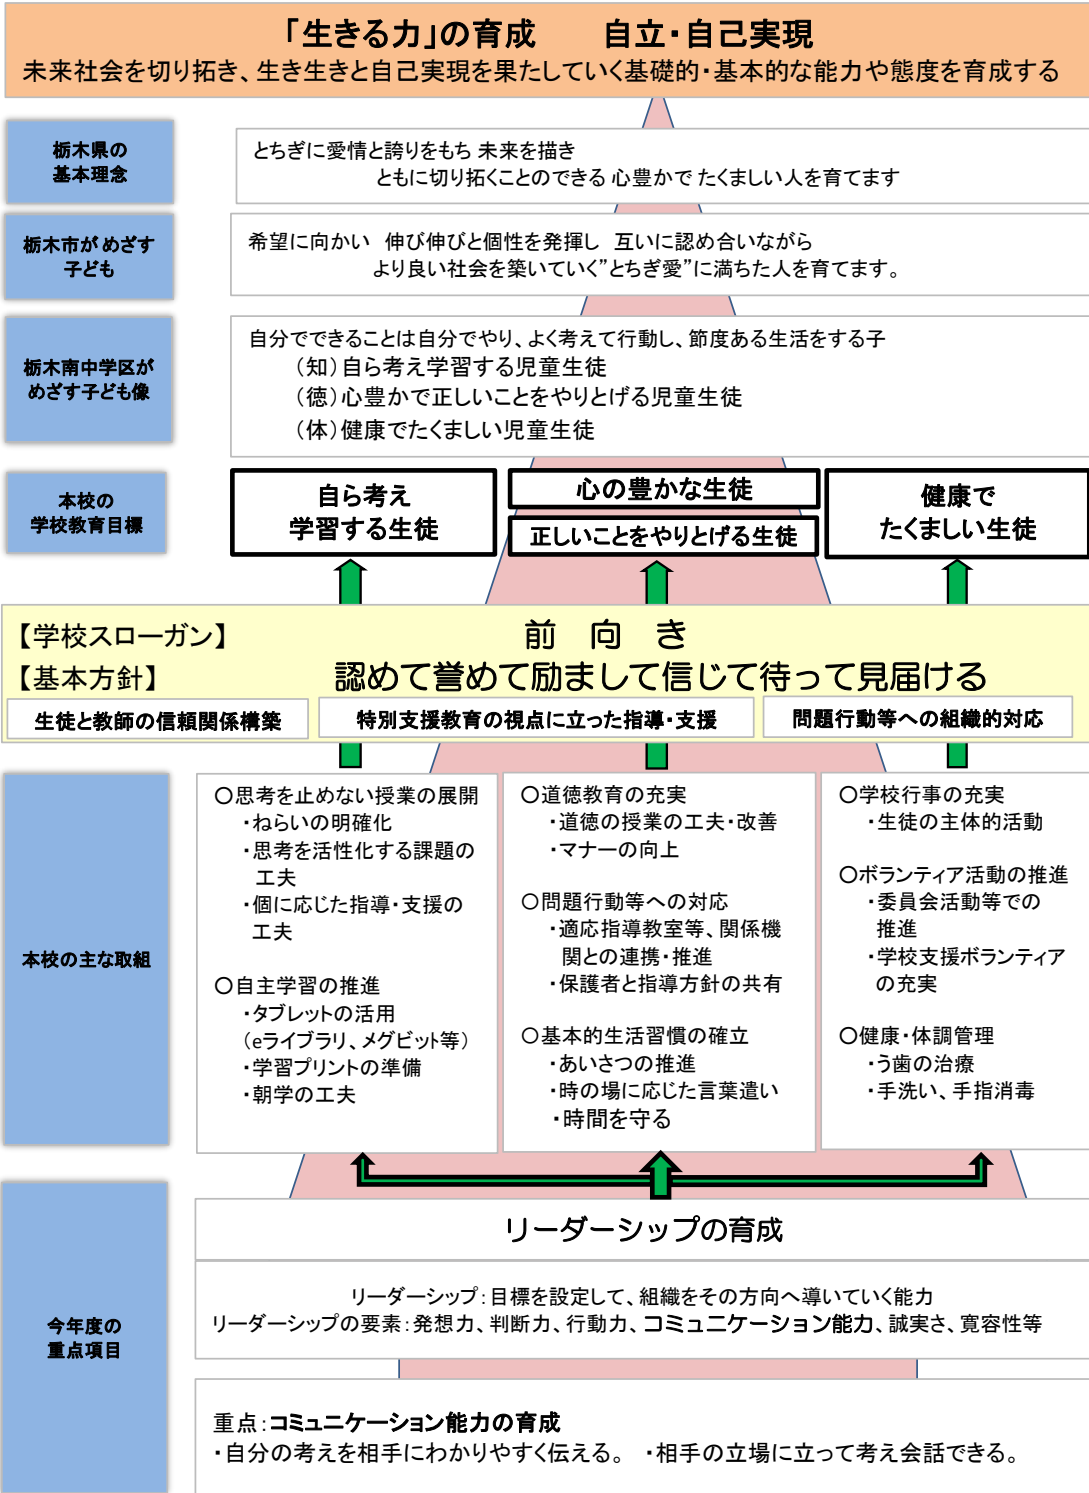 「生きる力」の育成　　自立・自己実現
未来社会を切り拓き、生き生きと自己実現を果たしていく基礎的・基本的な能力や態度を育成する
栃木県の
基本理念
とちぎに愛情と誇りをもち 未来を描き
ともに切り拓くことのできる 心豊かで たくましい人を育てます
栃木市が めざす
子ども
希望に向かい　伸び伸びと個性を発揮し　互いに認め合いながら
より良い社会を築いていく”とちぎ愛”に満ちた人を育てます。
栃木南中学区が
めざす子ども像
自分でできることは自分でやり、よく考えて行動し、節度ある生活をする子
（知）自ら考え学習する児童生徒
（徳）心豊かで正しいことをやりとげる児童生徒
（体）健康でたくましい児童生徒
本校の
学校教育目標
自ら考え
学習する生徒
心の豊かな生徒
正しいことをやりとげる生徒
健康で
たくましい生徒
【学校スローガン】　前　向　き
【基本方針】　認めて誉めて励まして信じて待って見届ける
生徒と教師の信頼関係構築
特別支援教育の視点に立った指導・支援
問題行動等への組織的対応
本校の主な取組
〇思考を止めない授業の展開
・ねらいの明確化
・思考を活性化する課題の
工夫
・個に応じた指導・支援の
工夫
〇自主学習の推進
・タブレットの活用
（eライブラリ、メグビット等）
・学習プリントの準備
・朝学の工夫
〇道徳教育の充実
・道徳の授業の工夫・改善
・マナーの向上
〇問題行動等への対応
・適応指導教室等、関係機
関との連携・推進
・保護者と指導方針の共有
〇基本的生活習慣の確立
・あいさつの推進
・時の場に応じた言葉遣い
・時間を守る
〇学校行事の充実
・生徒の主体的活動
〇ボランティア活動の推進
・委員会活動等での
推進
・学校支援ボランティア
の充実
〇健康・体調管理
・う歯の治療
・手洗い、手指消毒
今年度の
重点項目
リーダーシップの育成
リーダーシップ：目標を設定して、組織をその方向へ導いていく能力
リーダーシップの要素：発想力、判断力、行動力、コミュニケーション能力、誠実さ、寛容性等
重点：コミュニケーション能力の育成
・自分の考えを相手にわかりやすく伝える。　・相手の立場に立って考え会話できる。